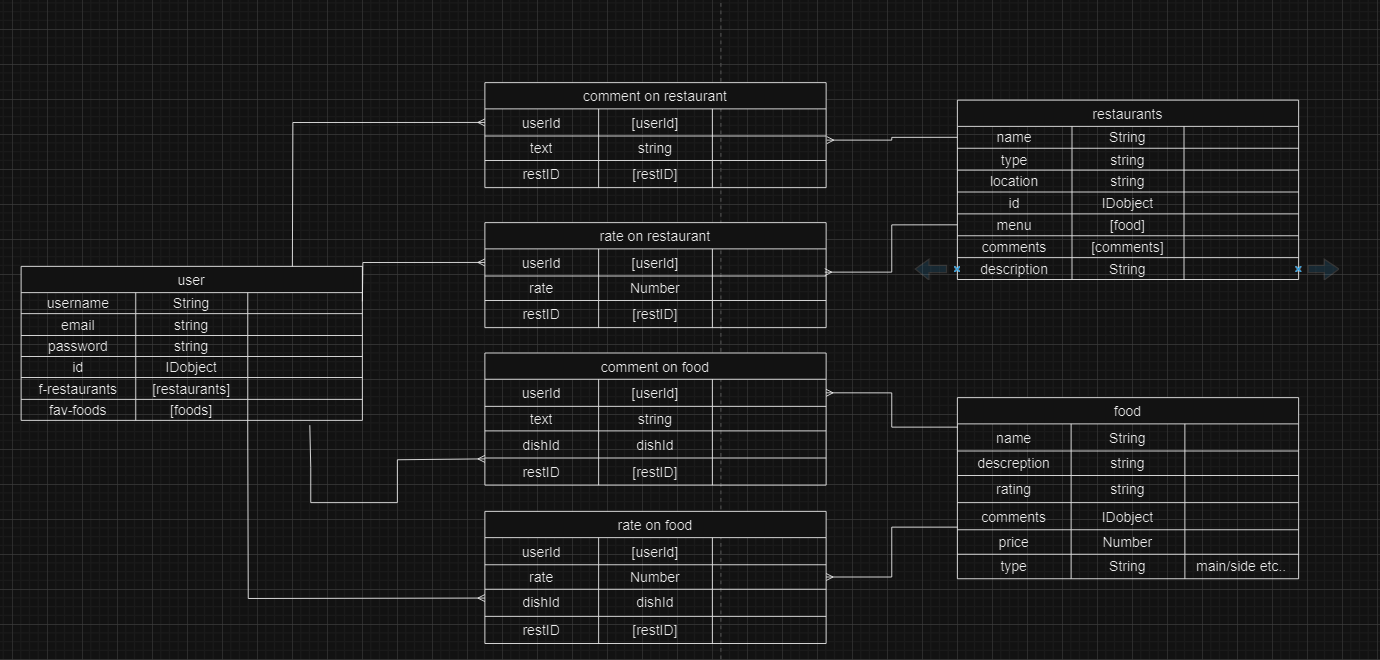 comment on restaurant
userId [userId]
text string
restID [restID]
rate on restaurant
userId [userId]
rate Number
restID [restID]
user
username String
email string
password string
id IDobject
f-restaurants [restaurants]
fav-foods [foods]
comment on food
userId [userId]
text string
dishId dishId
restID [restID]
rate on food
userId [userId]
rate Number
dishId dishId
restID [restID]
restaurants
name String
type string
location string
id IDobject
menu [food]
comments [comments]
description String
food
name String
descreption string
rating string
comments IDobject
price Number
type String main/side etc..